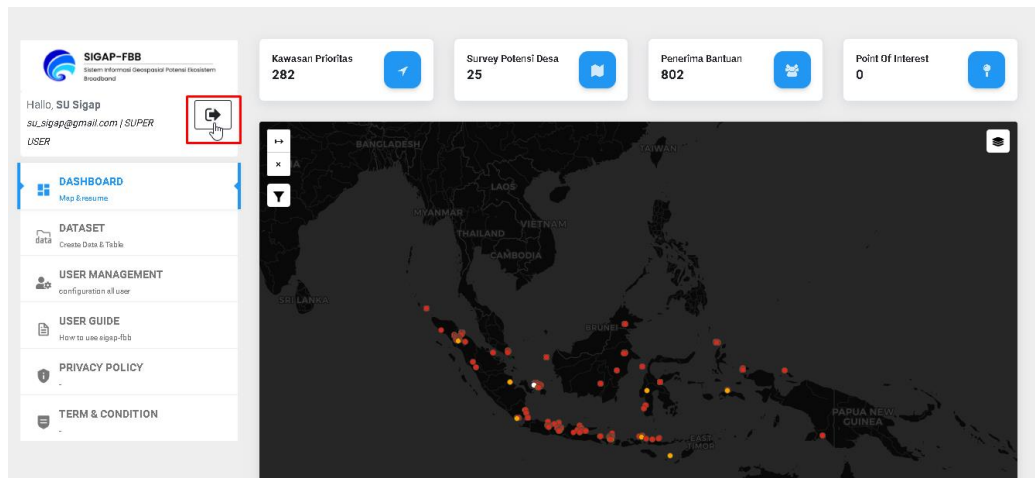 SIGAP-FBB
Sistem Informasi Geospasial Potensi Ekosistem
Broadband
Hallo, SU Sigap
su_sigap@gmail.com | SUPER
USER
DASHBOARD
Map & resume
DATASET
data
Create Data & Table
USER MANAGEMENT
configuration all user
USER GUIDE
How to use sigap-fbb
PRIVACY POLICY
-
TERM & CONDITION
-
Kawasan Prioritas
282
Survey Potensi Desa
25
Penerima Bantuan
802
Point Of Interest
0
BANGLADESH
TAIWAN
LAOS
MYANMAR
VIETNAM
THAILAND
CAMBODIA
SRI LANKA
BRUNEI
PAPUA NEW
GUINEA
EAST
TIMOR